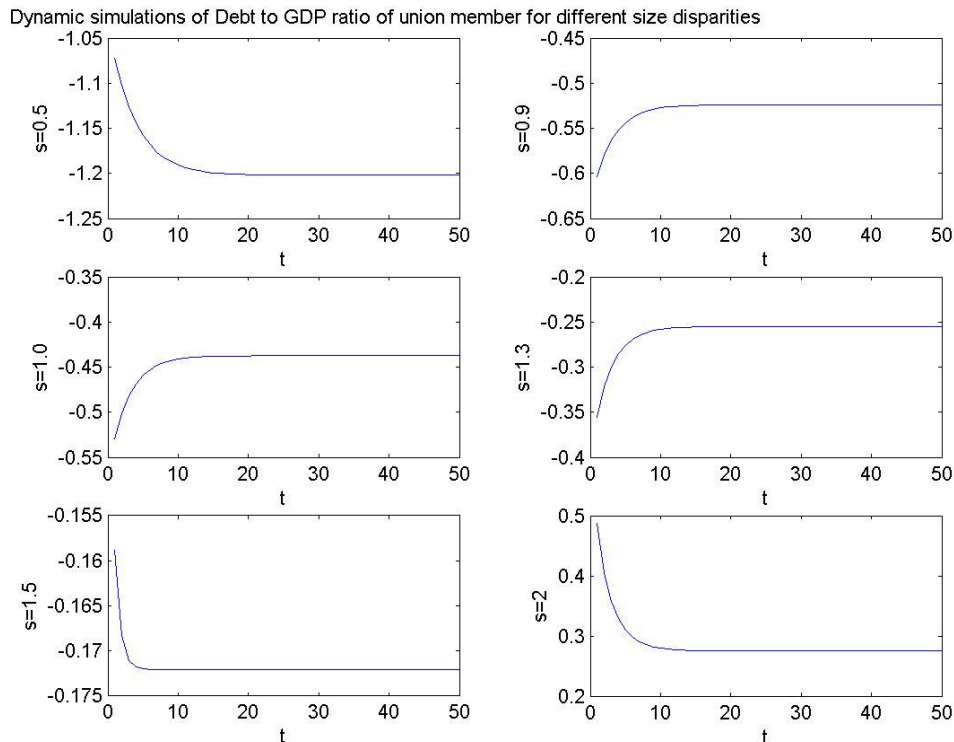 Dynamic simulations of Debt to GDP ratio of union member for different size disparities
-1.05
-1.1
-1.15
-1.2
-1.25
s=0.5
0 10 20 30 40 50
t
-0.45
-0.5
-0.55
-0.6
-0.65
s=0.9
0 10 20 30 40 50
t
-0.35
-0.4
-0.45
-0.5
-0.55
s=1.0
0 10 20 30 40 50
t
-0.2
-0.25
-0.3
-0.35
-0.4
s=1.3
0 10 20 30 40 50
t
-0.155
-0.16
-0.165
-0.17
-0.175
s=1.5
0 10 20 30 40 50
t
0.5
0.4
0.3
0.2
s=2
0 10 20 30 40 50
t